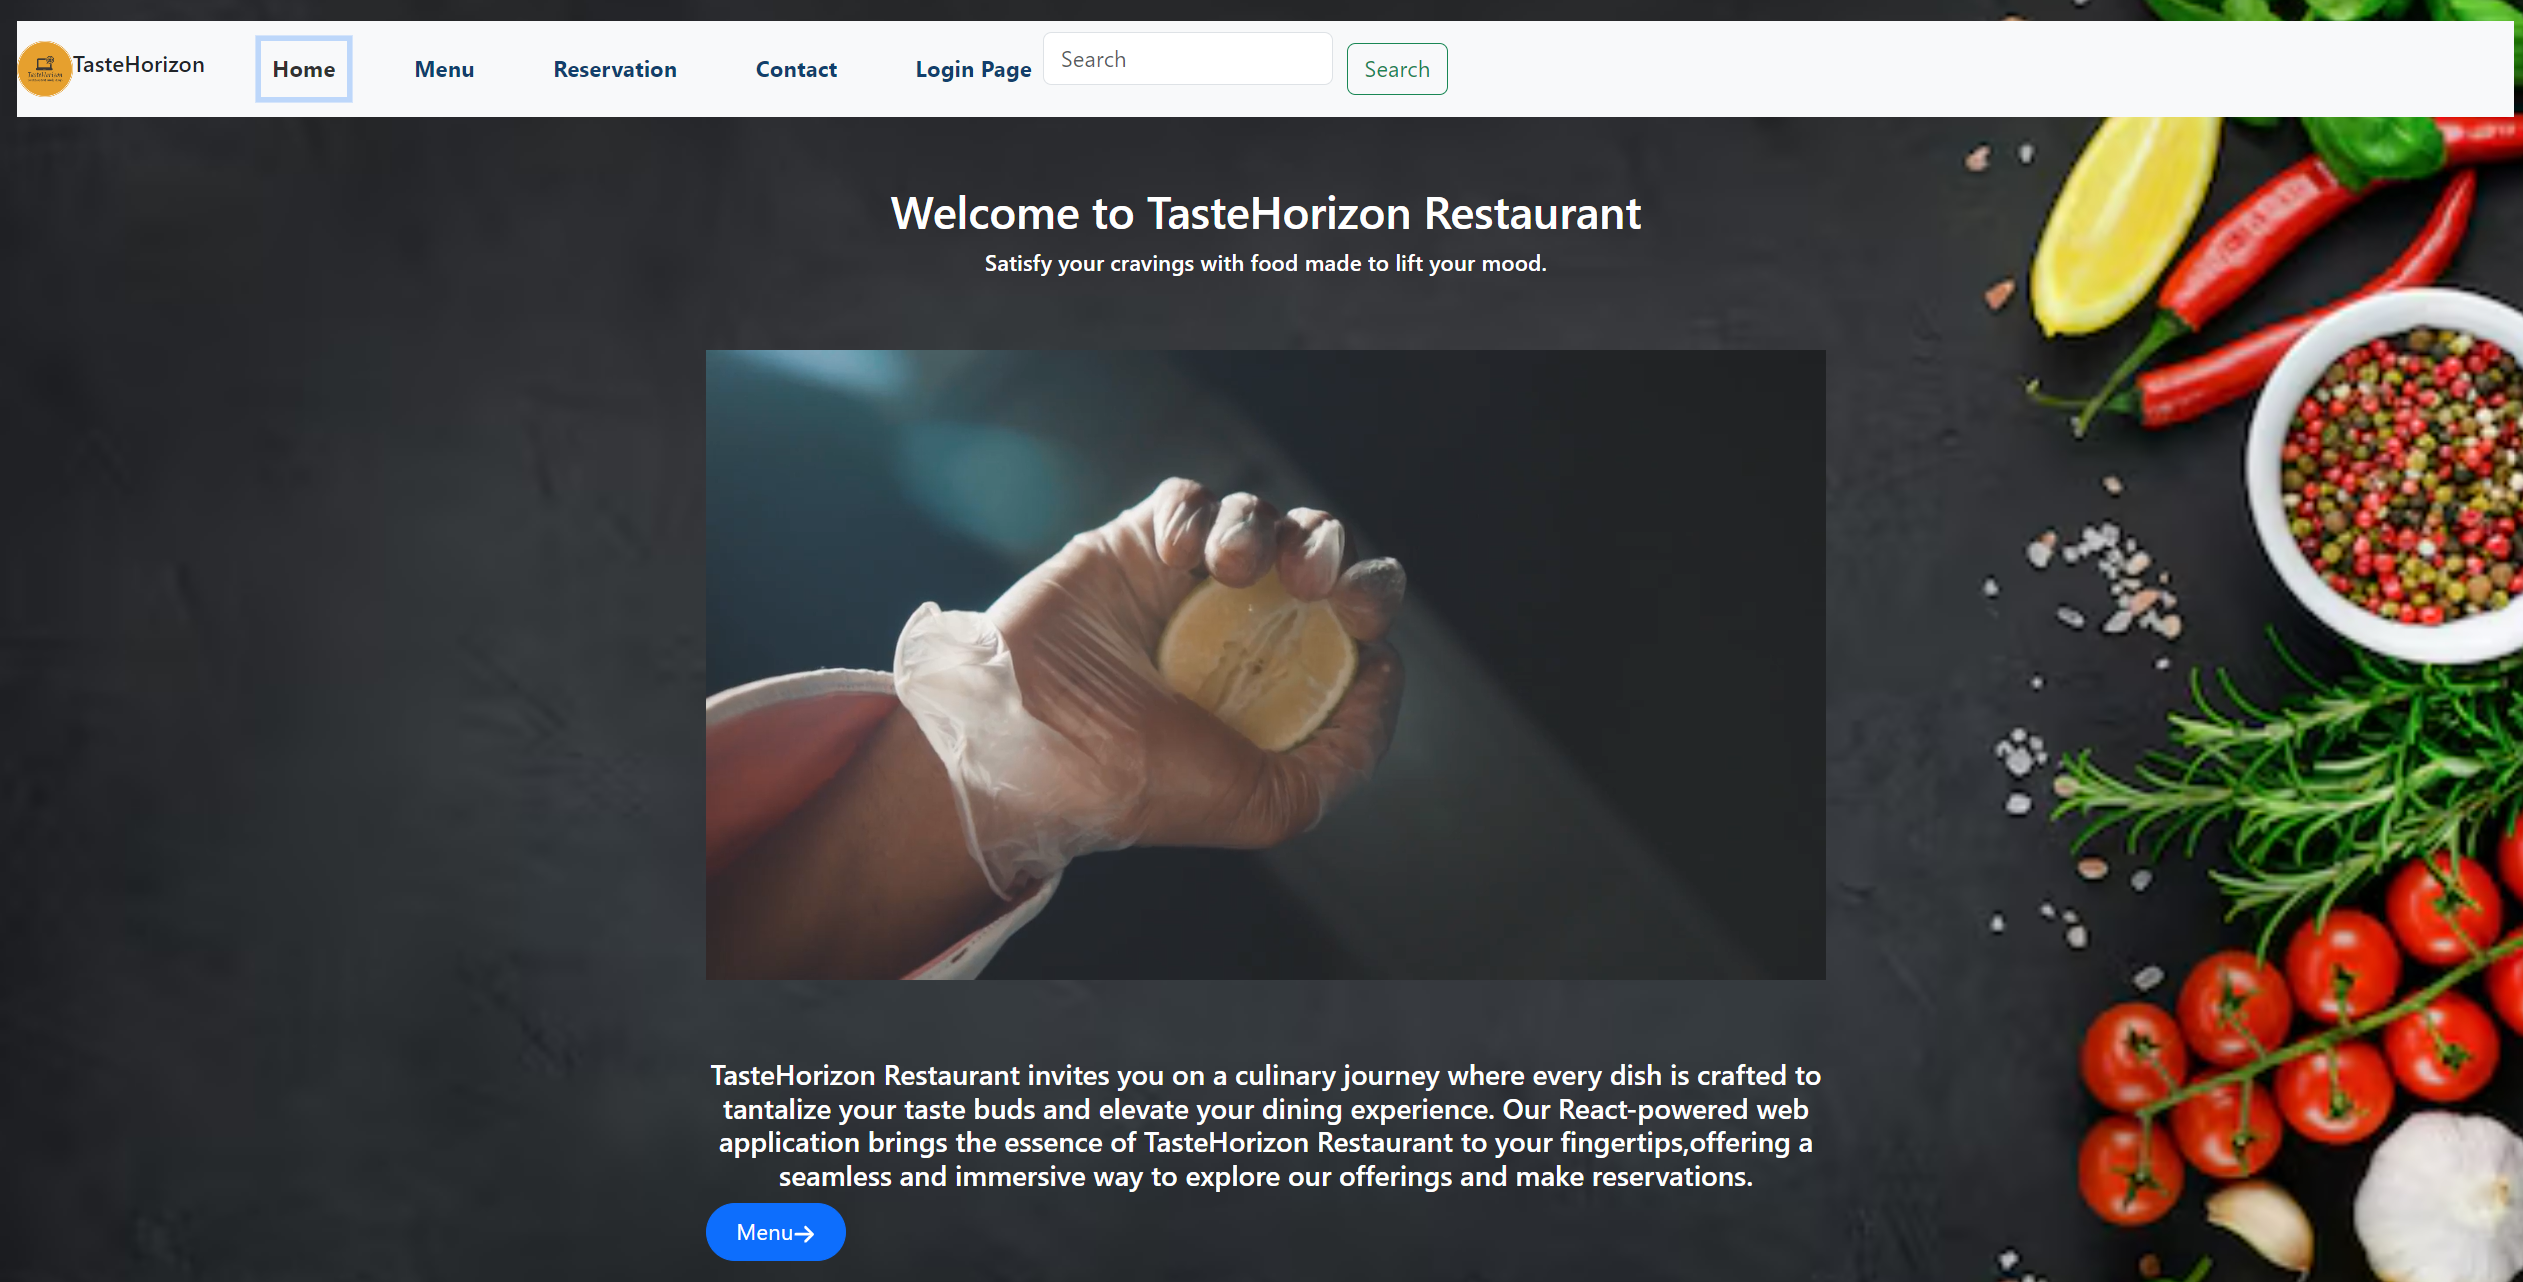 TasteHorizon
TasteHorizon Home Menu Reservation Contact Login Page Search Search
Welcome to TasteHorizon Restaurant
Satisfy your cravings with food made to lift your mood.
TasteHorizon Restaurant invites you on a culinary journey where every dish is crafted to
tantalize your taste buds and elevate your dining experience. Our React-powered web
application brings the essence of TasteHorizon Restaurant to your fingertips,offering a
seamless and immersive way to explore our offerings and make reservations.
Menu→